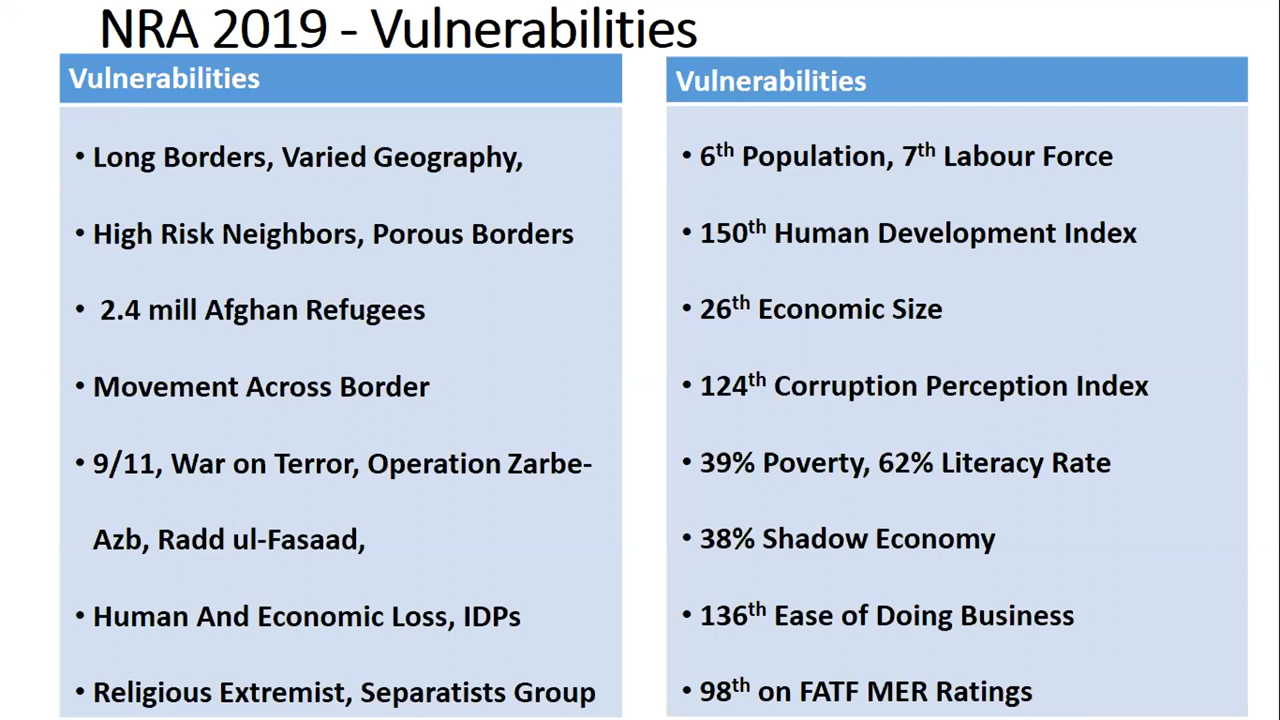 NRA 2019 - Vulnerabilities
Vulnerabilities
• Long Borders, Varied Geography,
• High Risk Neighbors, Porous Borders
• 2.4 mill Afghan Refugees
• Movement Across Border
• 9/11, War on Terror, Operation Zarbe-
Azb, Radd ul-Fasaad,
• Human And Economic Loss, IDPs
• Religious Extremist, Separatists Group
Vulnerabilities
• 6th Population, 7th Labour Force
• 150th Human Development Index
• 26th Economic Size
• 124th Corruption Perception Index
• 39% Poverty, 62% Literacy Rate
• 38% Shadow Economy
• 136th Ease of Doing Business
• 98th on FATF MER Ratings